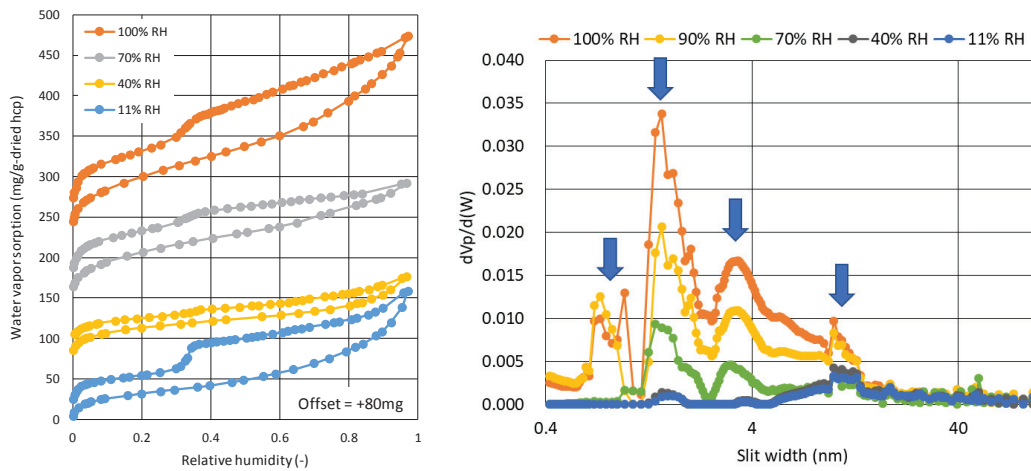 Water vapor sorption (mg/g-dried hcp)
500
450
400
350
300
250
200
150
100
50
0
100% RH
70% RH
40% RH
11% RH
Offset = +80mg
0 0.2 0.4 0.6 0.8 1
Relative humidity (-)
100% RH 90% RH 70% RH 40% RH 11% RH
dVp/d(W)
0.040
0.035
0.030
0.025
0.020
0.015
0.010
0.005
0.000
0.4 4 40
Slit width (nm)